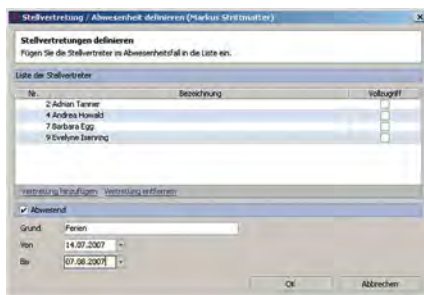 Stellvertretung / Abwesenheit definieren (Markus Strittmatter)
Stellvertretungen definieren
Fügen Sie die Stellvertreter im Abwesenheitsfall in die Liste ein.
Liste der Stellvertreter
Nr. Bezeichnung Vollzugriff
2 Adrian Tanner
4 Andrea Howald
7 Barbara Egg
9 Evelyne Isenring
Vertretung hinzufügen Vertretung entfernen
Abwesend
Grund Ferien
Von 14.07.2007
Bis 07.08.2007
OK Abbrechen